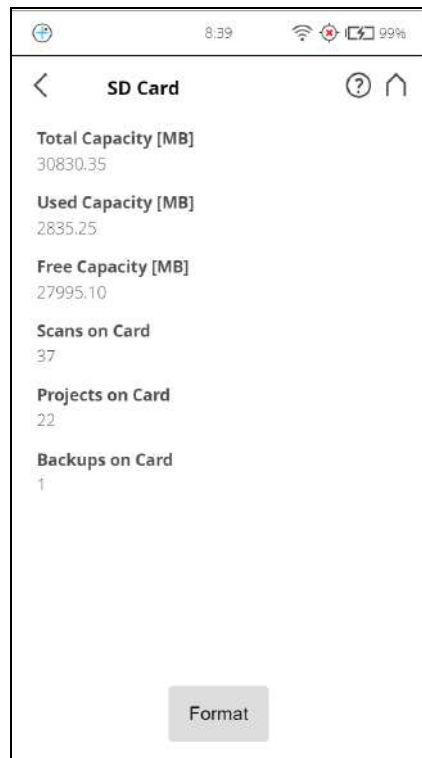 8:39 99%
SD Card
Total Capacity [MB]
30830.35
Used Capacity [MB]
2835.25
Free Capacity [MB]
27995.10
Scans on Card
37
Projects on Card
22
Backups on Card
1
Format